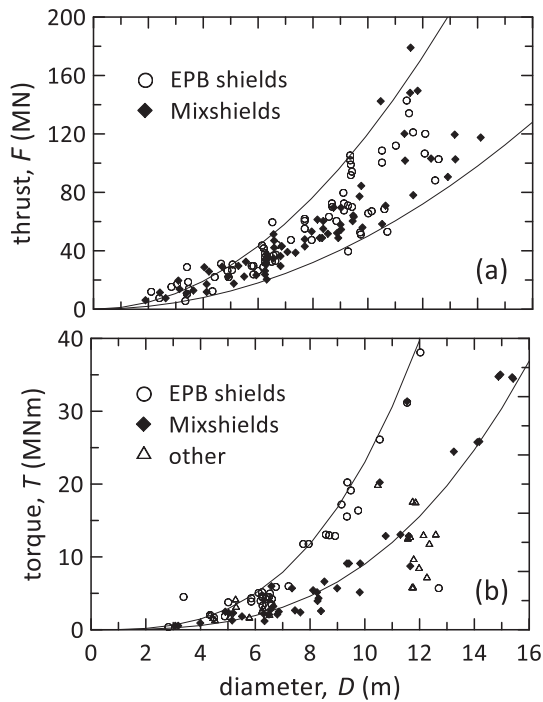 200
160
120
80
40
0
thrust, F (MN)
EPB shields
Mixshields
(a)
40
30
20
10
0
torque, T (MNm)
EPB shields
Mixshields
other
(b)
0 2 4 6 8 10 12 14 16
diameter, D (m)